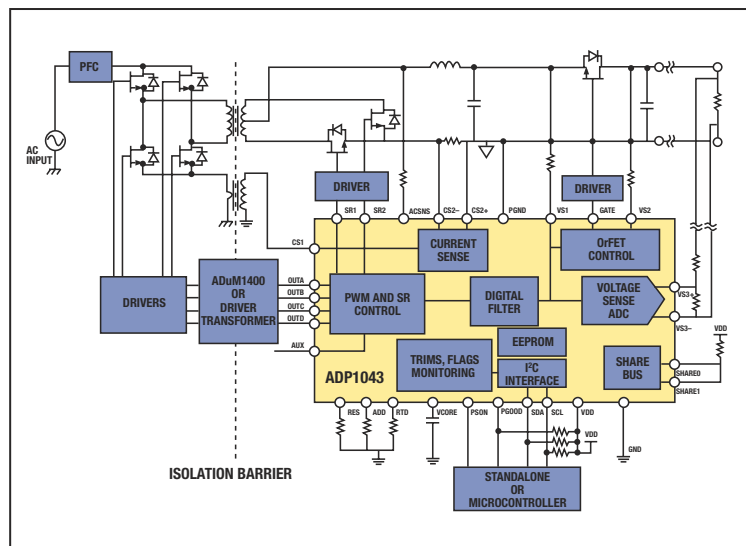 PFC
AC
INPUT
DRIVER
DRIVER
SR1
SR2
ACSNS
CS2–
CS2+
PGND
VS1
GATE
VS2
CS1
CURRENT
SENSE
OrFET
CONTROL
DRIVERS
ADuM1400
OR
DRIVER
TRANSFORMER
OUTA
OUTB
OUTC
OUTD
PWM AND SR
CONTROL
DIGITAL
FILTER
VOLTAGE
SENSE
ADC
VS3+
VS3–
AUX
EEPROM
TRIMS, FLAGS
MONITORING
I²C
INTERFACE
SHARE
BUS
VDD
SHARE0
SHARE1
ADP1043
RES
ADD
RTD
VCORE
PSON
PGOOD
SDA
SCL
VDD
VDD
GND
ISOLATION BARRIER
STANDALONE
OR
MICROCONTROLLER